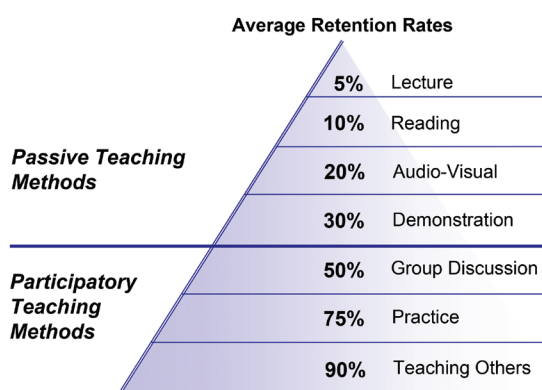 Average Retention Rates
5% Lecture
10% Reading
Passive Teaching
Methods
20% Audio-Visual
30% Demonstration
Participatory
Teaching
Methods
50% Group Discussion
75% Practice
90% Teaching Others